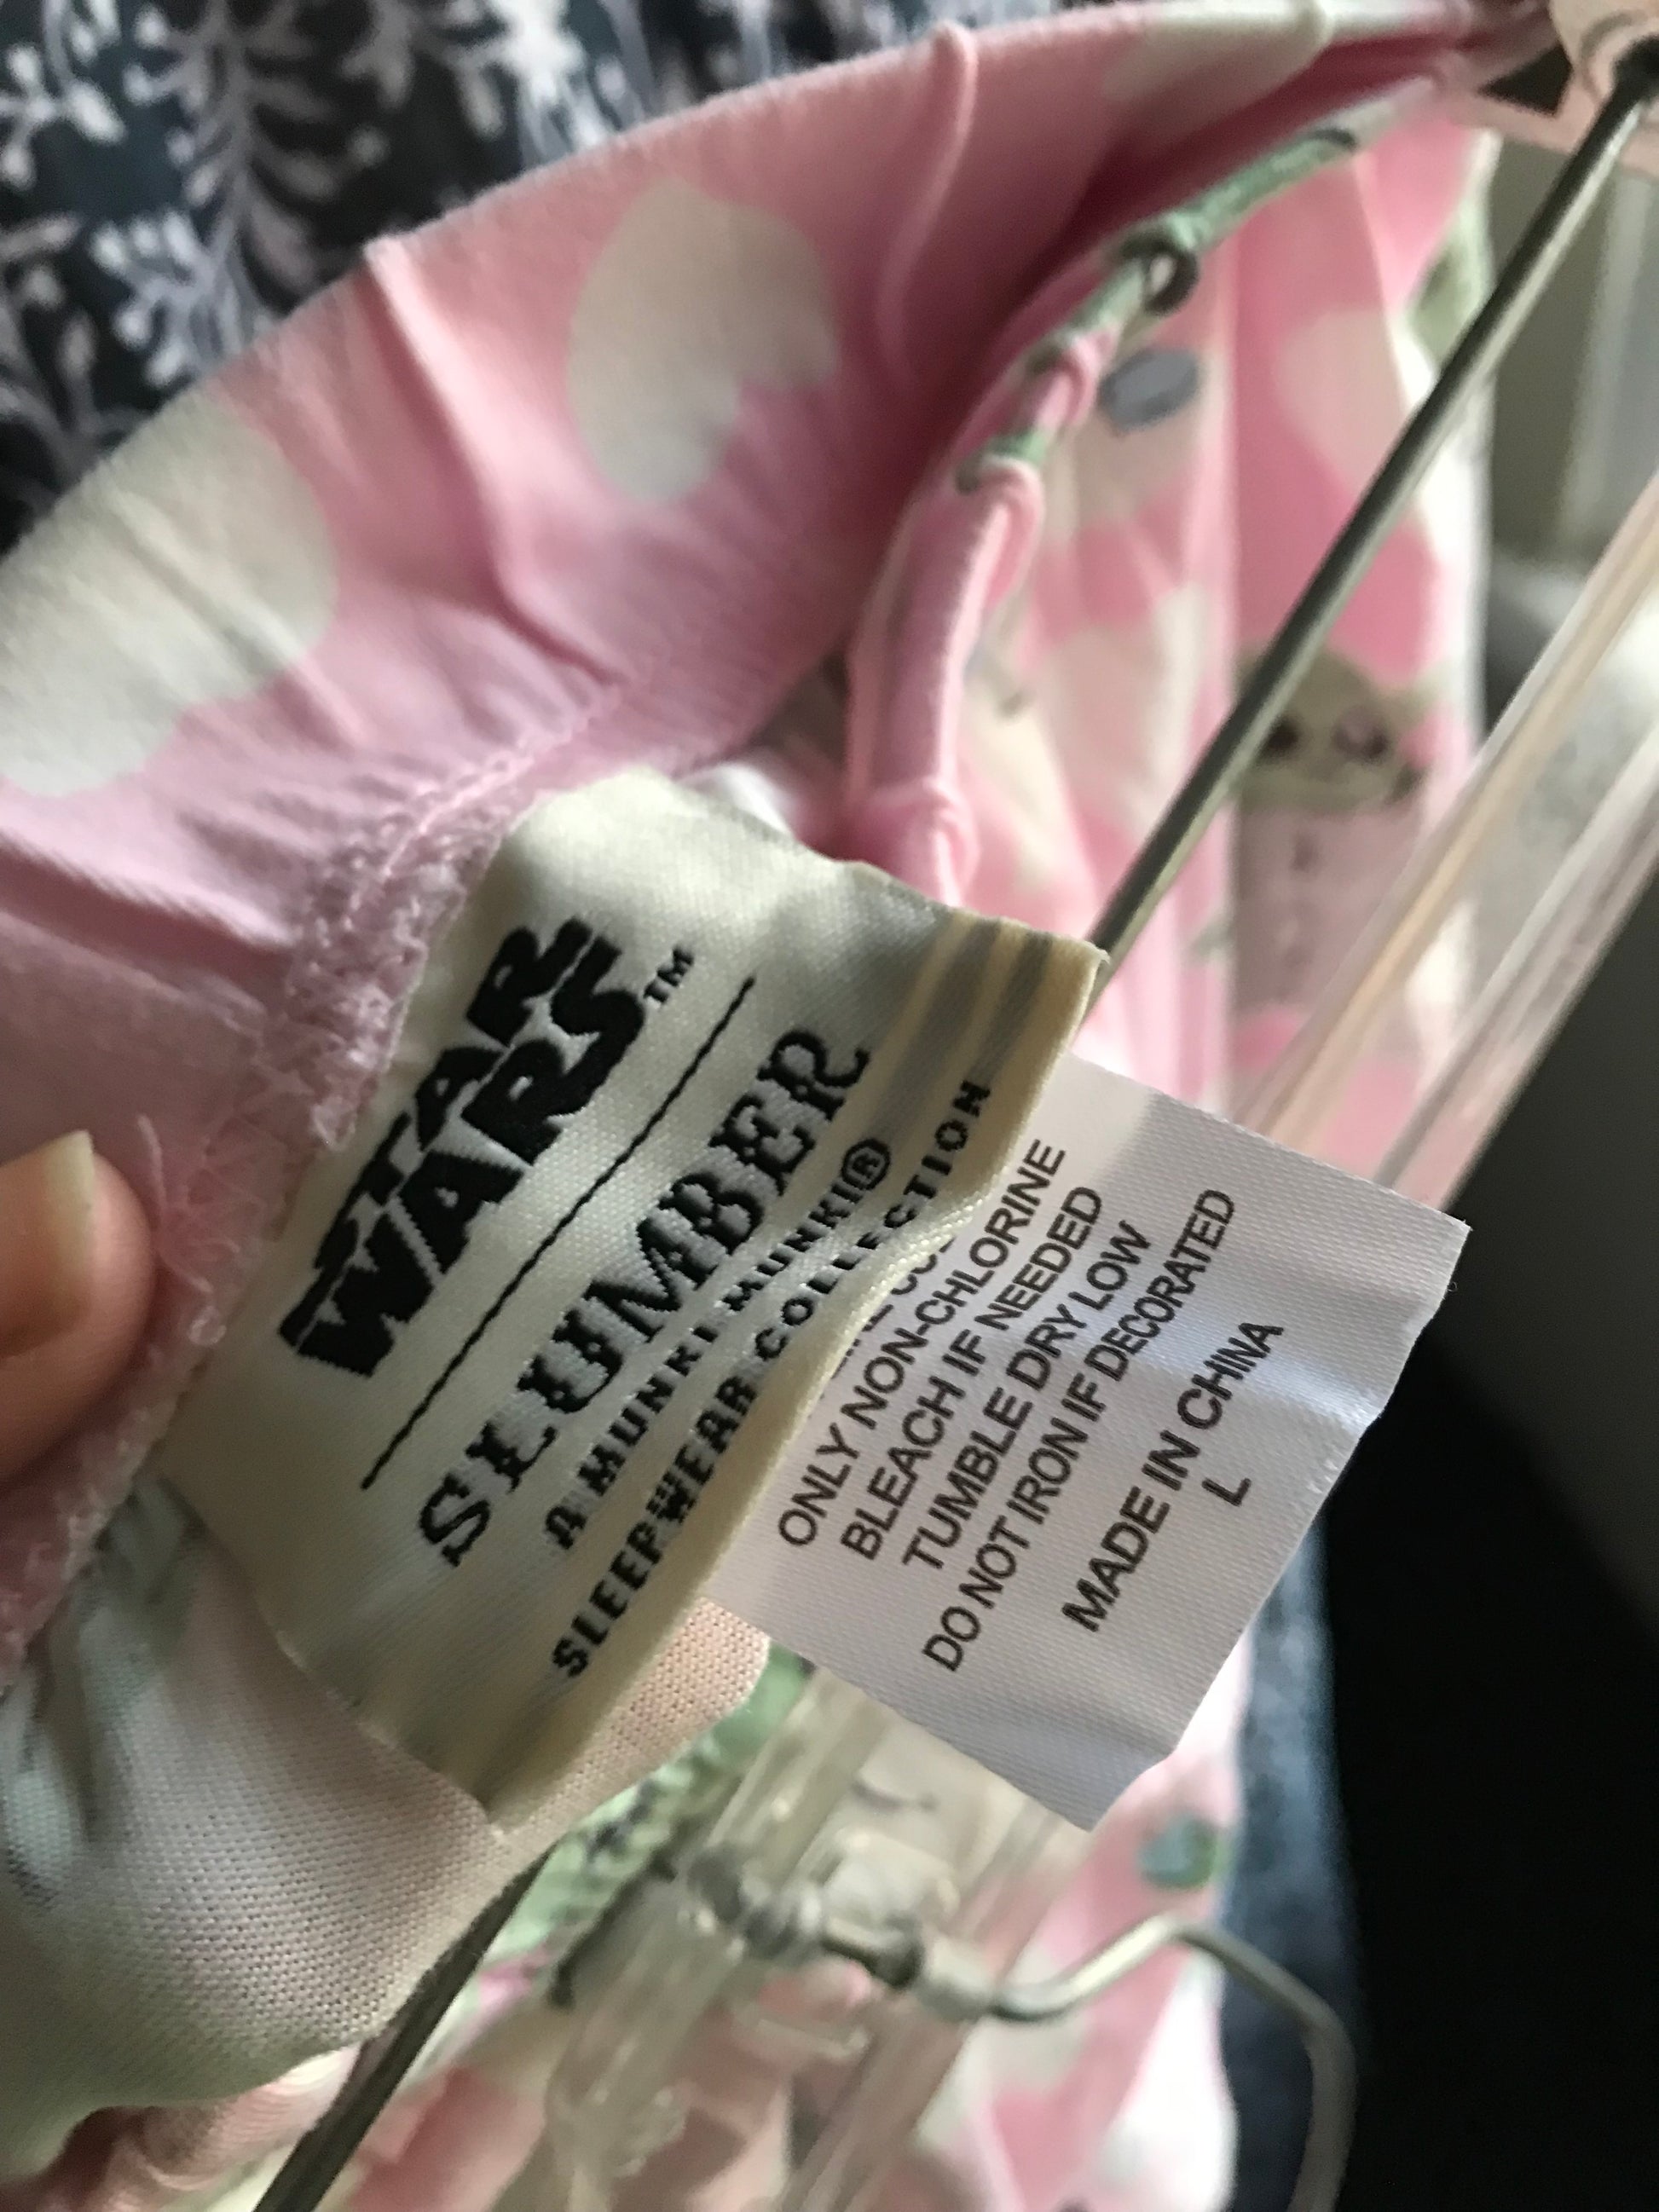 STAR
WARS™
SLUMBER
A MUNKI MUNKI®
SLEEPWEAR COLLECTION
ONLY NON-CHLORINE
BLEACH IF NEEDED
TUMBLE DRY LOW
DO NOT IRON IF DECORATED
MADE IN CHINA
L